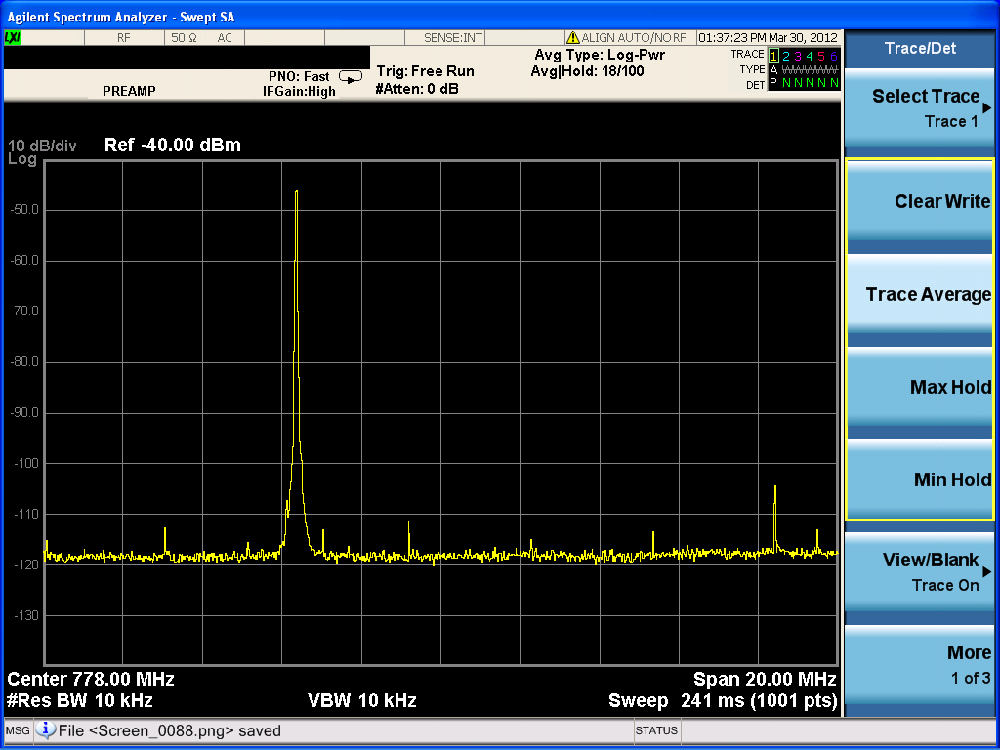 Agilent Spectrum Analyzer - Swept SA
LXI RF 50 Ω AC SENSE:INT ALIGN AUTO/NO RF 01:37:23 PM Mar 30, 2012
PREAMP
PNO: Fast
IFGain:High
Trig: Free Run
#Atten: 0 dB
Avg Type: Log-Pwr
Avg|Hold: 18/100
TRACE 1 2 3 4 5 6
TYPE A WWWWW
DET P N N N N N
10 dB/div Ref -40.00 dBm
Log
-50.0
-60.0
-70.0
-80.0
-90.0
-100
-110
-120
-130
Center 778.00 MHz Span 20.00 MHz
#Res BW 10 kHz VBW 10 kHz Sweep 241 ms (1001 pts)
MSG File <Screen_0088.png> saved STATUS
Trace/Det
Select Trace
Trace 1
Clear Write
Trace Average
Max Hold
Min Hold
View/Blank
Trace On
More
1 of 3